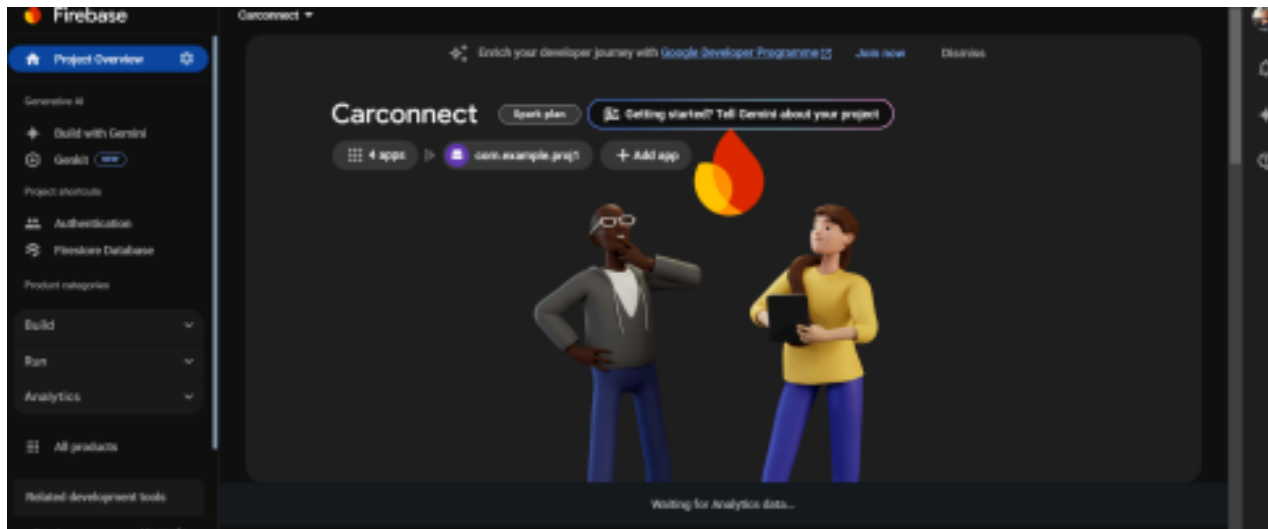 Firebase
Project Overview
Generative AI
Build with Gemini
Genkit NEW
Project shortcuts
Authentication
Firestore Database
Product categories
Build
Run
Analytics
All products
Related development tools
Carconnect
Enrich your developer journey with Google Developer Programme Join now Dismiss
Carconnect Spark plan Getting started? Tell Gemini about your project
4 apps com.example.proj1 + Add app
Waiting for Analytics data...